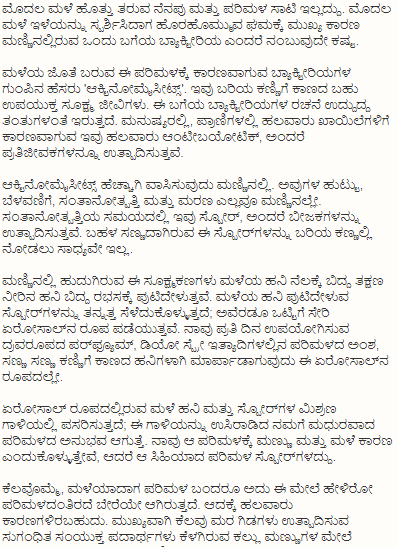 ಮೊದಲ ಮಳೆ ಹೊತ್ತು ತರುವ ನೆನಪು ಮತ್ತು ಪರಿಮಳ ಸಾಟಿ ಇಲ್ಲದ್ದು. ಮೊದಲ
ಮಳೆ ಇಳೆಯನ್ನು ಸ್ಪರ್ಶಿಸಿದಾಗ ಹೊರಹೊಮ್ಮುವ ಘಮಕ್ಕೆ ಮುಖ್ಯ ಕಾರಣ
ಮಣ್ಣಿನಲ್ಲಿರುವ ಒಂದು ಬಗೆಯ ಬ್ಯಾಕ್ಟೀರಿಯ ಎಂದರೆ ನಂಬುವುದೇ ಕಷ್ಟ.
ಮಳೆಯ ಜೊತೆ ಬರುವ ಈ ಪರಿಮಳಕ್ಕೆ ಕಾರಣವಾಗುವ ಬ್ಯಾಕ್ಟೀರಿಯಗಳ
ಗುಂಪಿನ ಹೆಸರು 'ಆಕ್ಟಿನೋಮೈಸೀಟ್ಸ್'. ಇವು ಬರಿಯ ಕಣ್ಣಿಗೆ ಕಾಣದ ಬಹು
ಉಪಯುಕ್ತ ಸೂಕ್ಷ್ಮ ಜೀವಿಗಳು. ಈ ಬಗೆಯ ಬ್ಯಾಕ್ಟೀರಿಯಗಳ ರಚನೆ ಉದ್ದುದ್ದ
ತಂತುಗಳಂತೆ ಇರುತ್ತದೆ. ಮನುಷ್ಯರಲ್ಲಿ, ಪ್ರಾಣಿಗಳಲ್ಲಿ ಹಲವಾರು ಖಾಯಿಲೆಗಳಿಗೆ
ಕಾರಣವಾಗುವ ಇವು ಹಲವಾರು ಆಂಟೀಬಯೋಟಿಕ್, ಅಂದರೆ
ಪ್ರತಿಜೀವಕಗಳನ್ನೂ ಉತ್ಪಾದಿಸುತ್ತವೆ.
ಆಕ್ಟಿನೋಮೈಸೀಟ್ಸ್ ಹೆಚ್ಚಾಗಿ ವಾಸಿಸುವುದು ಮಣ್ಣಿನಲ್ಲಿ. ಅವುಗಳ ಹುಟ್ಟು,
ಬೆಳವಣಿಗೆ, ಸಂತಾನೋತ್ಪತ್ತಿ ಮತ್ತು ಮರಣ ಎಲ್ಲವೂ ಮಣ್ಣಿನಲ್ಲೇ.
ಸಂತಾನೋತ್ಪತ್ತಿಯ ಸಮಯದಲ್ಲಿ ಇವು ಸ್ಪೋರ್, ಅಂದರೆ ಬೀಜಕಗಳನ್ನು
ಉತ್ಪಾದಿಸುತ್ತವೆ. ಬಹಳ ಸಣ್ಣದಾಗಿರುವ ಈ ಸ್ಪೋರ್‌ಗಳನ್ನು ಬರಿಯ ಕಣ್ಣಲ್ಲಿ
ನೋಡಲು ಸಾಧ್ಯವೇ ಇಲ್ಲ.
ಮಣ್ಣಿನಲ್ಲಿ ಹುದುಗಿರುವ ಈ ಸೂಕ್ಷ್ಮಕಣಗಳು ಮಳೆಯ ಹನಿ ನೆಲಕ್ಕೆ ಬಿದ್ದ ತಕ್ಷಣ
ನೀರಿನ ಹನಿ ಬಿದ್ದ ರಭಸಕ್ಕೆ ಪುಟಿದೇಳುತ್ತವೆ. ಮಳೆಯ ಹನಿ ಪುಟಿದೇಳುವ
ಸ್ಪೋರ್‌ಗಳನ್ನು ತನ್ನತ್ತ ಸೆಳೆದುಕೊಳ್ಳುತ್ತದೆ; ಅವೆರಡೂ ಒಟ್ಟಿಗೆ ಸೇರಿ
ಏರೋಸಾಲ್‌ನ ರೂಪ ಪಡೆಯುತ್ತವೆ. ನಾವು ಪ್ರತಿ ದಿನ ಉಪಯೋಗಿಸುವ
ದ್ರವರೂಪದ ಪರ್‌ಫ್ಯೂಮ್, ಡಿಯೋ ಸ್ಪ್ರೇ ಇತ್ಯಾದಿಗಳಲ್ಲಿನ ಪರಿಮಳದ ಅಂಶ,
ಸಣ್ಣ ಸಣ್ಣ ಕಣ್ಣಿಗೆ ಕಾಣದ ಹನಿಗಳಾಗಿ ಮಾರ್ಪಾಡಾಗುವುದು ಈ ಏರೋಸಾಲ್‌ನ
ರೂಪದಲ್ಲೇ.
ಏರೋಸಾಲ್ ರೂಪದಲ್ಲಿರುವ ಮಳೆ ಹನಿ ಮತ್ತು ಸ್ಪೋರ್‌ಗಳ ಮಿಶ್ರಣ
ಗಾಳಿಯಲ್ಲಿ ಪಸರಿಸುತ್ತದೆ; ಈ ಗಾಳಿಯನ್ನು ಉಸಿರಾಡಿದ ನಮಗೆ ಮಧುರವಾದ
ಪರಿಮಳದ ಅನುಭವ ಆಗುತ್ತೆ. ನಾವು ಆ ಪರಿಮಳಕ್ಕೆ ಮಣ್ಣು ಮತ್ತು ಮಳೆ ಕಾರಣ
ಎಂದುಕೊಳ್ಳುತ್ತೇವೆ, ಆದರೆ ಆ ಸಿಹಿಯಾದ ಪರಿಮಳ ಸ್ಪೋರ್‌ಗಳದ್ದು.
ಕೆಲವೊಮ್ಮೆ, ಮಳೆಯಾದಾಗ ಪರಿಮಳ ಬಂದರೂ ಅದು ಈ ಮೇಲೆ ಹೇಳಿರೋ
ಪರಿಮಳದಂತಿರದೆ ಬೇರೆಯೇ ಆಗಿರುತ್ತದೆ. ಅದಕ್ಕೆ ಹಲವಾರು
ಕಾರಣಗಳಿರಬಹುದು. ಮುಖ್ಯವಾಗಿ ಕೆಲವು ಮರ ಗಿಡಗಳು ಉತ್ಪಾದಿಸುವ
ಸುಗಂಧಿತ ಸಂಯುಕ್ತ ಪದಾರ್ಥಗಳು ಕೆಳಗಿರುವ ಕಲ್ಲು ಮಣ್ಣುಗಳ ಮೇಲೆ